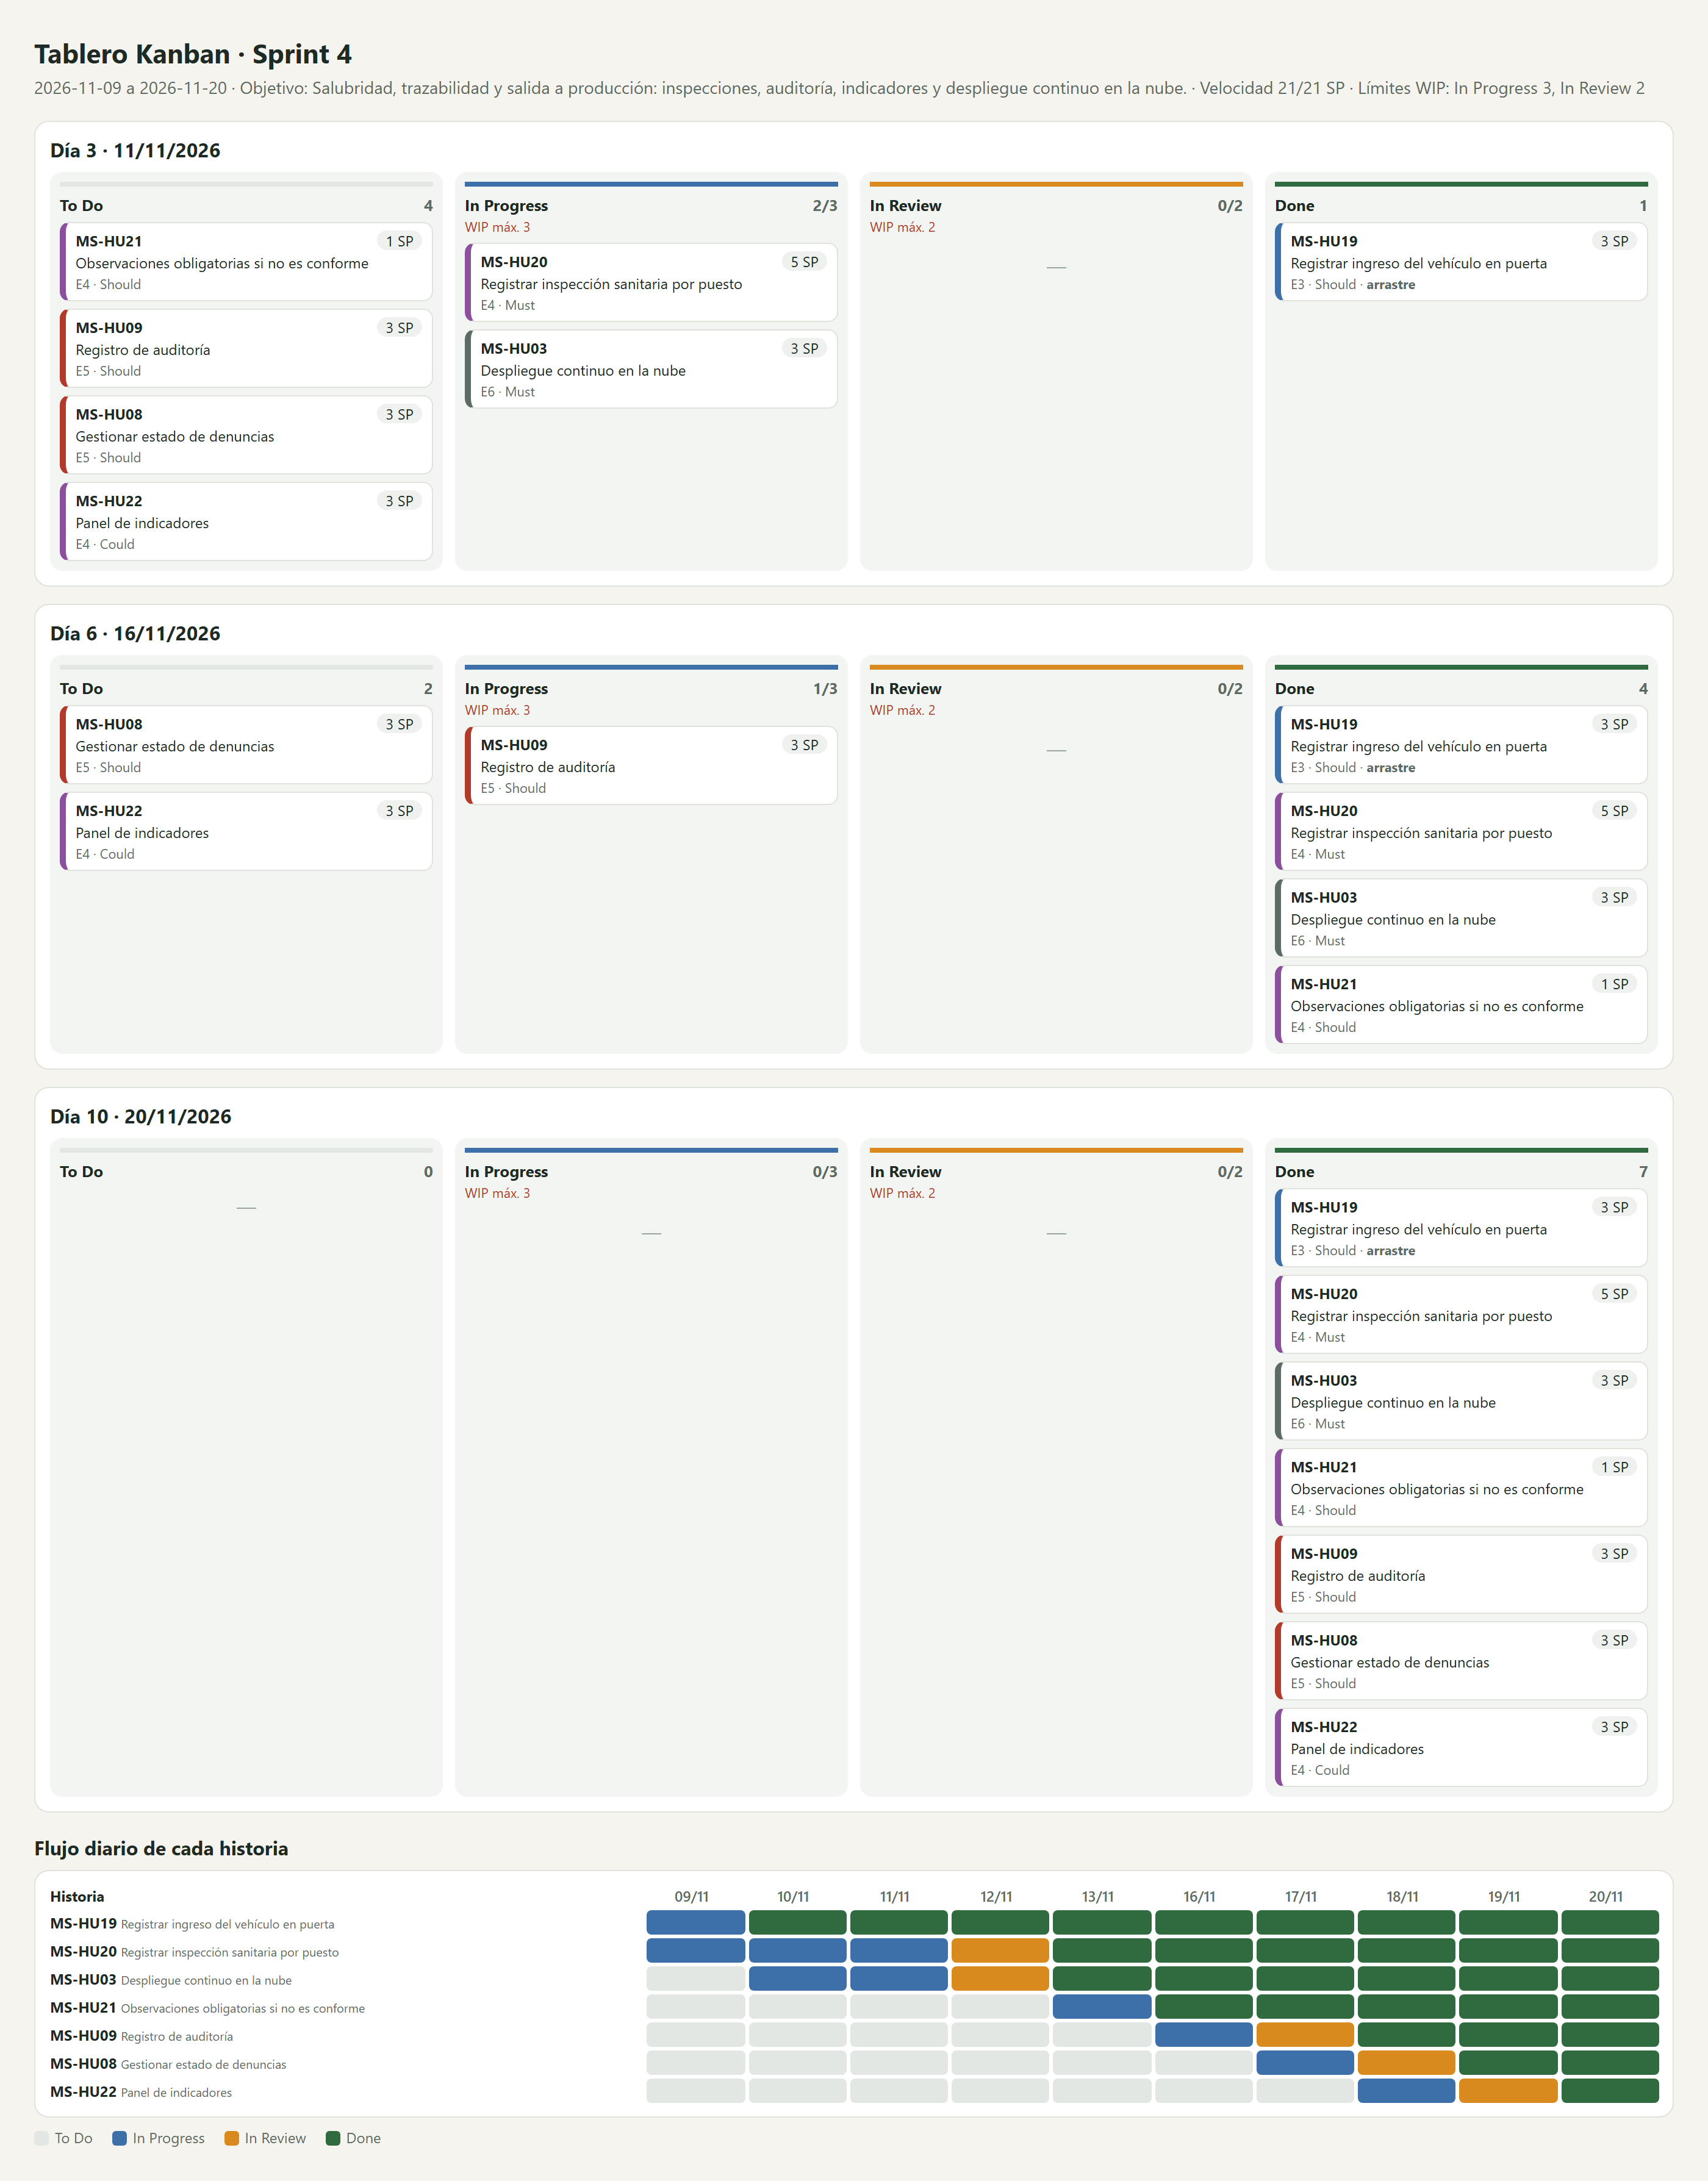 Tablero Kanban · Sprint 4
2026-11-09 a 2026-11-20 · Objetivo: Salubridad, trazabilidad y salida a producción: inspecciones, auditoría, indicadores y despliegue continuo en la nube. · Velocidad 21/21 SP · Límites WIP: In Progress 3, In Review 2
Día 3 · 11/11/2026
To Do 4
MS-HU21 1 SP
Observaciones obligatorias si no es conforme
E4 · Should
MS-HU09 3 SP
Registro de auditoría
E5 · Should
MS-HU08 3 SP
Gestionar estado de denuncias
E5 · Should
MS-HU22 3 SP
Panel de indicadores
E4 · Could
In Progress 2/3
WIP máx. 3
MS-HU20 5 SP
Registrar inspección sanitaria por puesto
E4 · Must
MS-HU03 3 SP
Despliegue continuo en la nube
E6 · Must
In Review 0/2
WIP máx. 2
—
Done 1
MS-HU19 3 SP
Registrar ingreso del vehículo en puerta
E3 · Should · arrastre
Día 6 · 16/11/2026
To Do 2
MS-HU08 3 SP
Gestionar estado de denuncias
E5 · Should
MS-HU22 3 SP
Panel de indicadores
E4 · Could
In Progress 1/3
WIP máx. 3
MS-HU09 3 SP
Registro de auditoría
E5 · Should
In Review 0/2
WIP máx. 2
—
Done 4
MS-HU19 3 SP
Registrar ingreso del vehículo en puerta
E3 · Should · arrastre
MS-HU20 5 SP
Registrar inspección sanitaria por puesto
E4 · Must
MS-HU03 3 SP
Despliegue continuo en la nube
E6 · Must
MS-HU21 1 SP
Observaciones obligatorias si no es conforme
E4 · Should
Día 10 · 20/11/2026
To Do 0
—
In Progress 0/3
WIP máx. 3
—
In Review 0/2
WIP máx. 2
—
Done 7
MS-HU19 3 SP
Registrar ingreso del vehículo en puerta
E3 · Should · arrastre
MS-HU20 5 SP
Registrar inspección sanitaria por puesto
E4 · Must
MS-HU03 3 SP
Despliegue continuo en la nube
E6 · Must
MS-HU21 1 SP
Observaciones obligatorias si no es conforme
E4 · Should
MS-HU09 3 SP
Registro de auditoría
E5 · Should
MS-HU08 3 SP
Gestionar estado de denuncias
E5 · Should
MS-HU22 3 SP
Panel de indicadores
E4 · Could
Flujo diario de cada historia
Historia 09/11 10/11 11/11 12/11 13/11 16/11 17/11 18/11 19/11 20/11
MS-HU19 Registrar ingreso del vehículo en puerta
MS-HU20 Registrar inspección sanitaria por puesto
MS-HU03 Despliegue continuo en la nube
MS-HU21 Observaciones obligatorias si no es conforme
MS-HU09 Registro de auditoría
MS-HU08 Gestionar estado de denuncias
MS-HU22 Panel de indicadores
To Do In Progress In Review Done